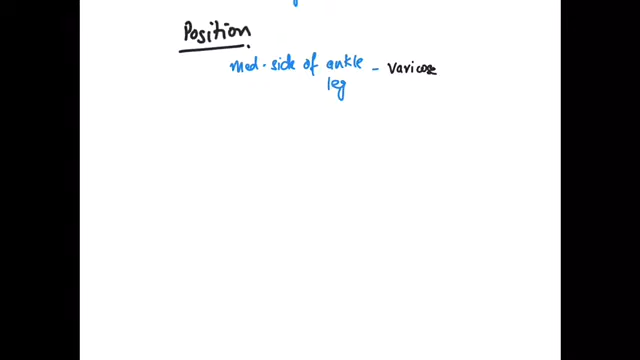 Position
med. side of ankle - varicose
leg